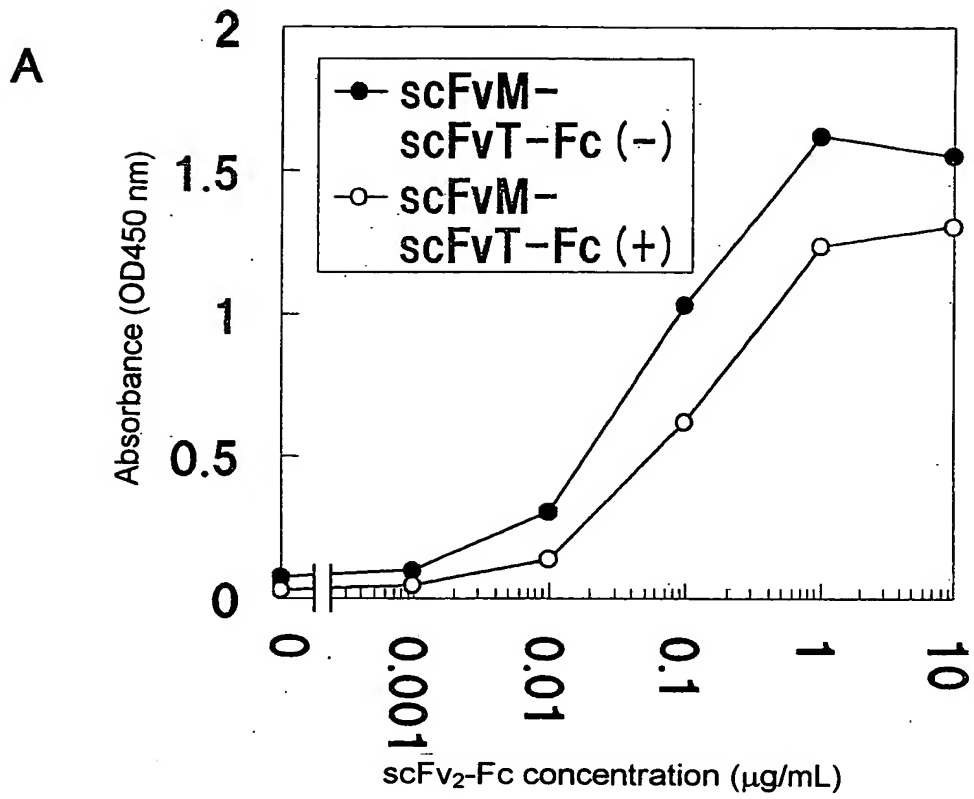 A
2
1.5
1
0.5
0
Absorbance (OD450 nm)
scFvM-
scFvT-Fc (-)
scFvM-
scFvT-Fc (+)
0
0.001
0.01
0.1
1
10
scFv₂-Fc concentration (μg/mL)